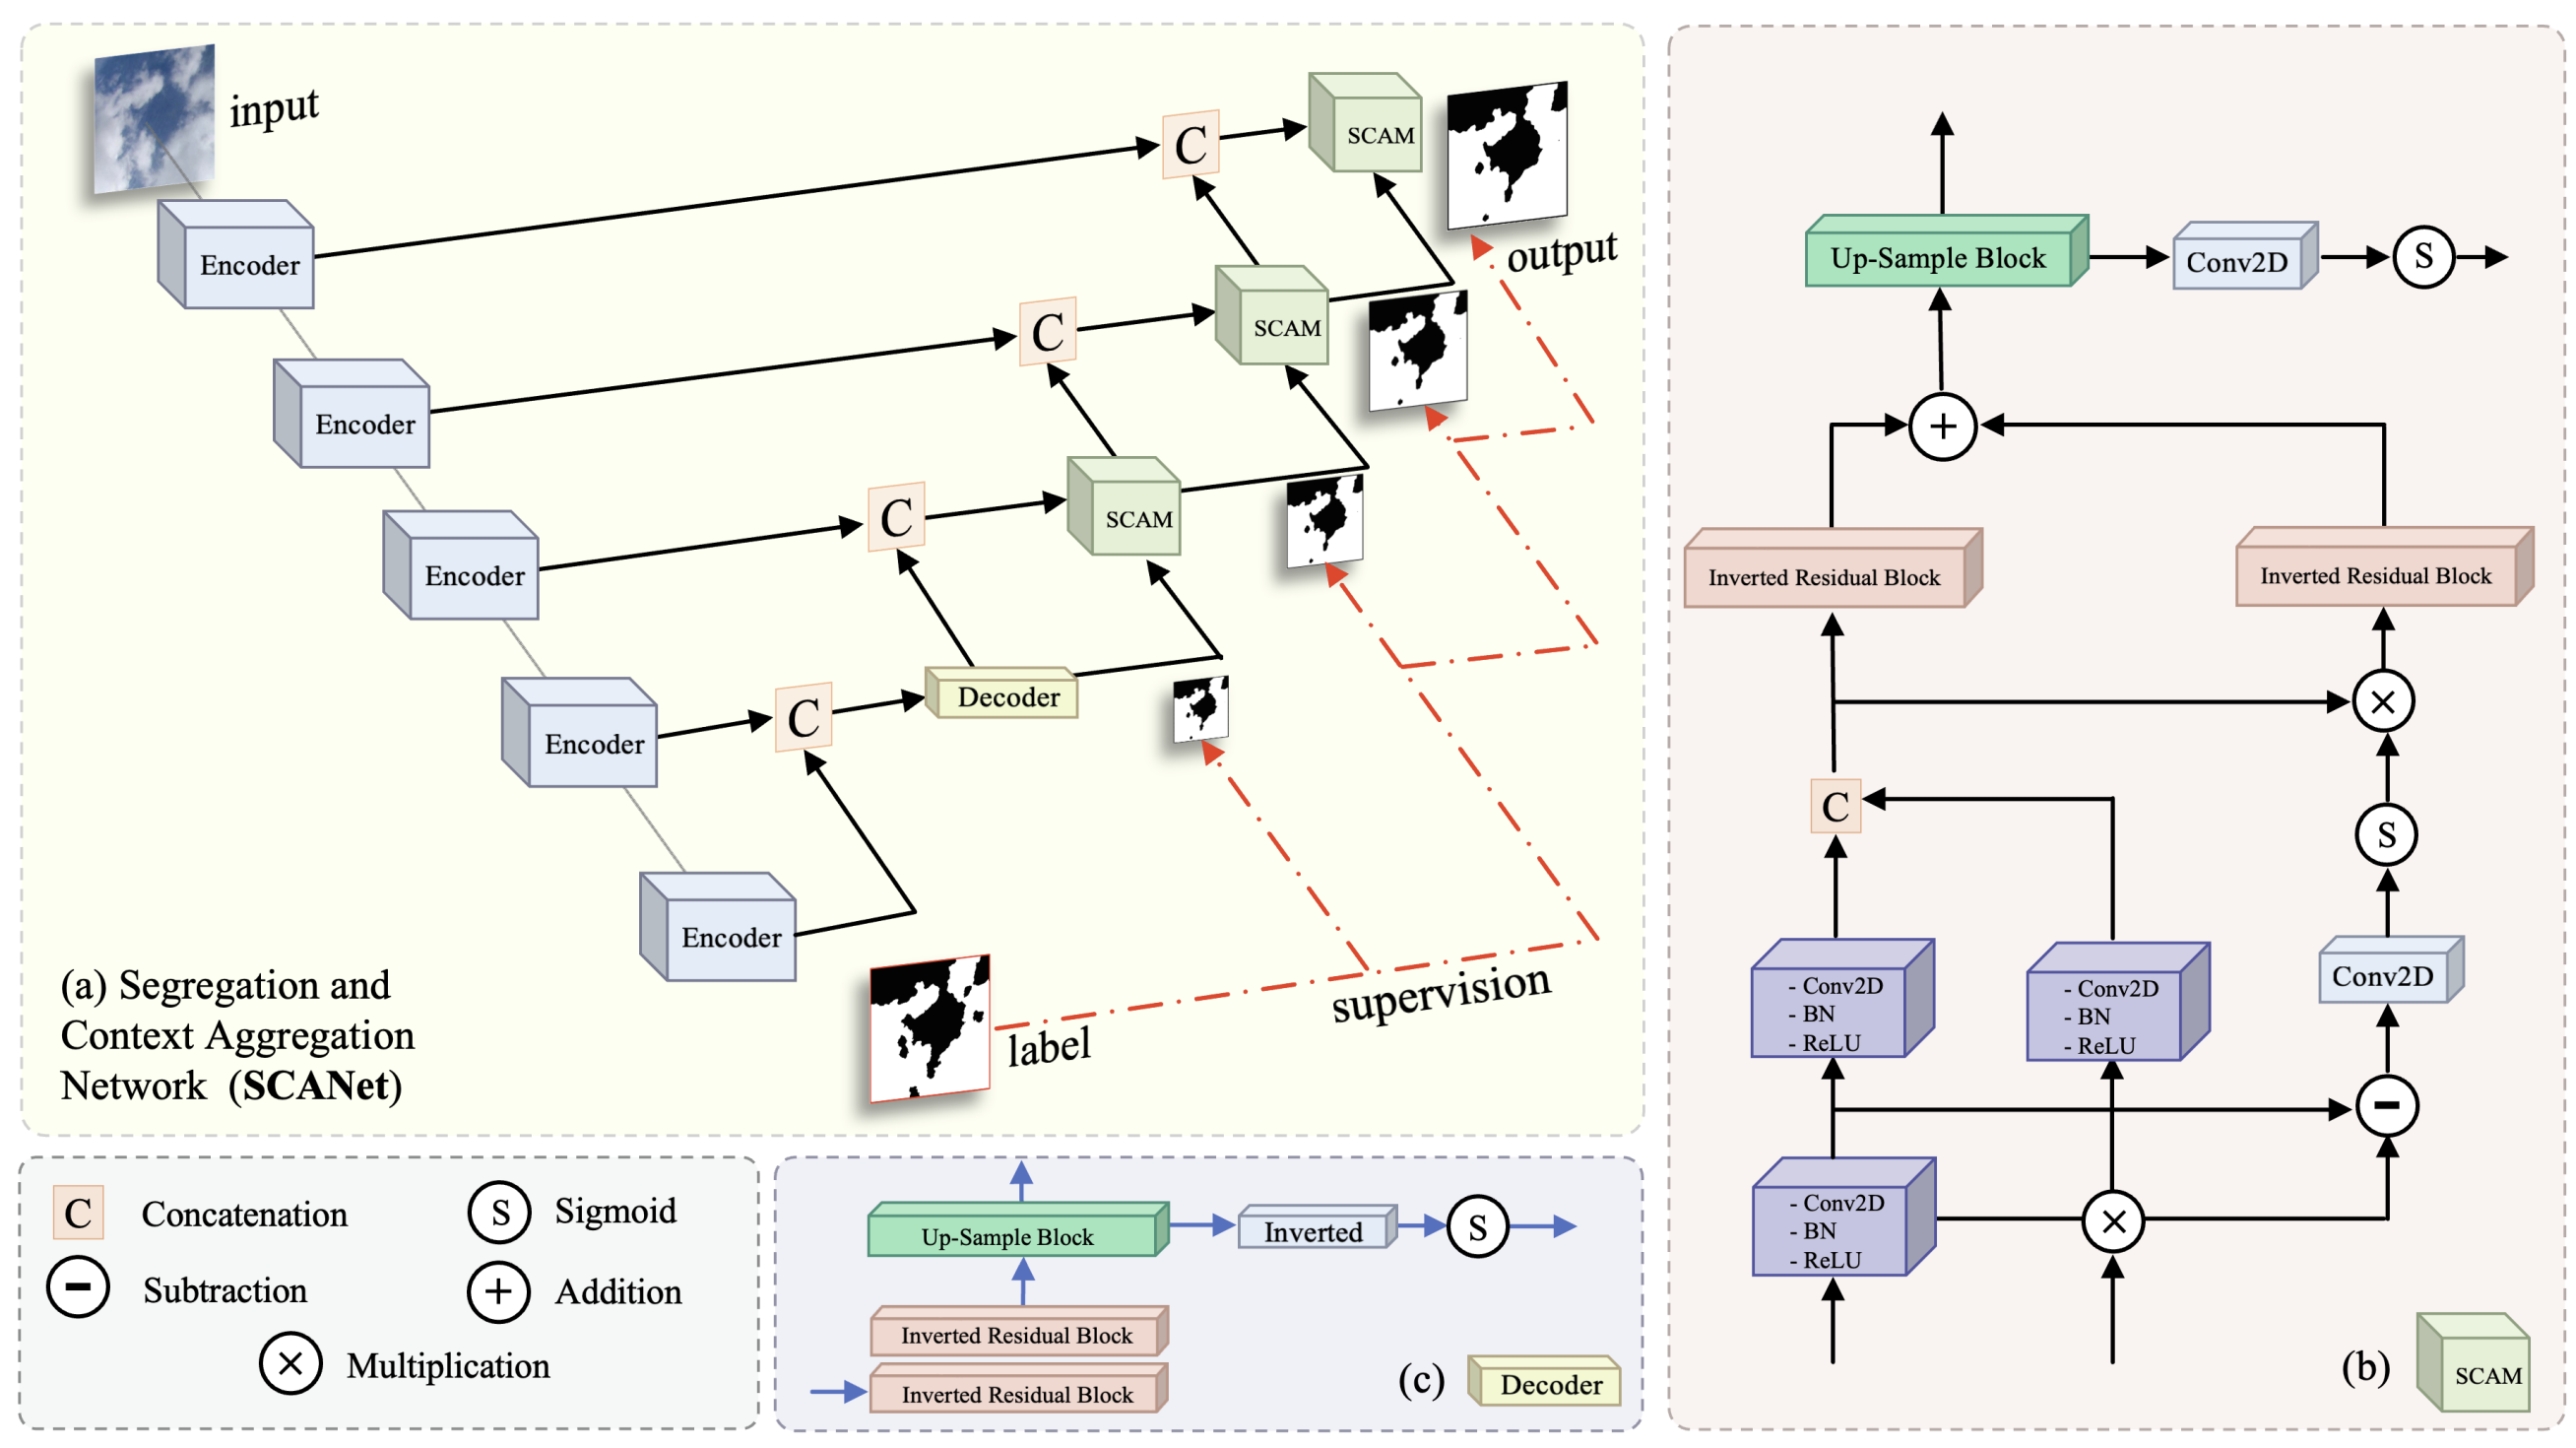 input
Encoder
C
SCAM
output
Encoder
C
SCAM
Encoder
C
SCAM
Encoder
C
Decoder
Encoder
label
supervision
(a) Segregation and
Context Aggregation
Network (SCANet)
C Concatenation
S Sigmoid
- Subtraction
+ Addition
× Multiplication
Up-Sample Block
Inverted
S
Inverted Residual Block
Inverted Residual Block
(c)
Decoder
Up-Sample Block
Conv2D
S
+
Inverted Residual Block
Inverted Residual Block
×
C
S
- Conv2D
- BN
- ReLU
- Conv2D
- BN
- ReLU
Conv2D
-
- Conv2D
- BN
- ReLU
×
(b)
SCAM